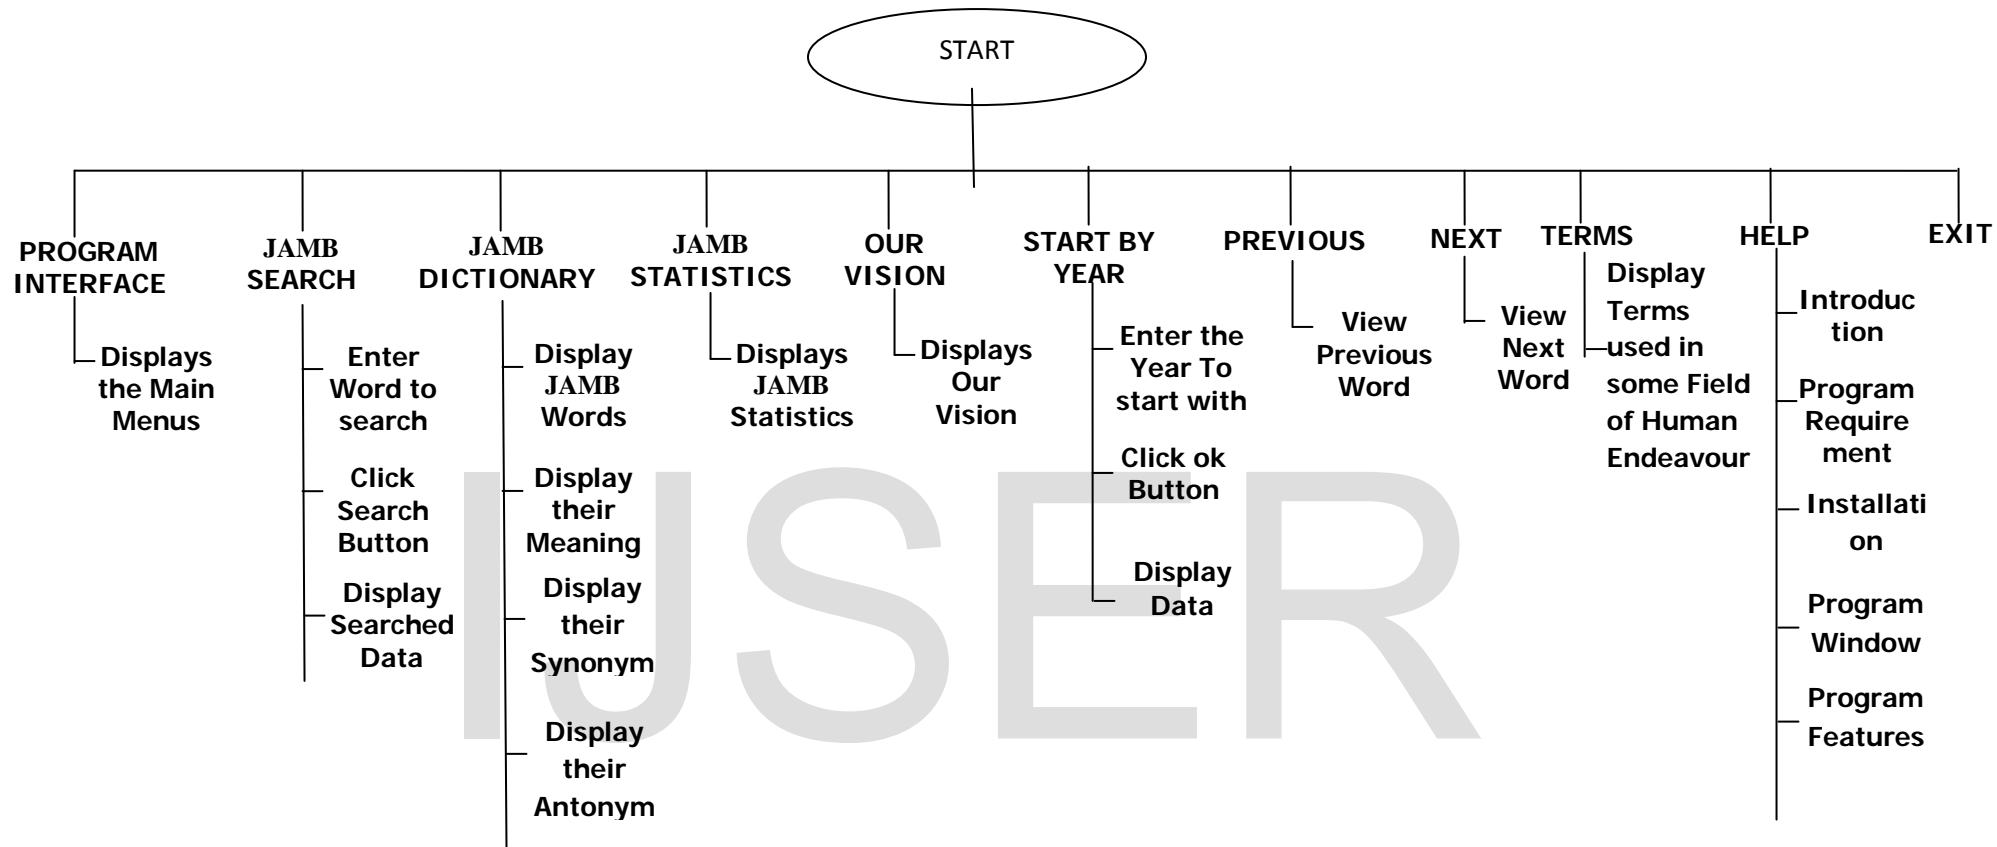 START
PROGRAM
INTERFACE
Displays
the Main
Menus
JAMB
SEARCH
Enter
Word to
search
Click
Search
Button
Display
Searched
Data
JAMB
DICTIONARY
Display
JAMB
Words
Display
their
Meaning
Display
their
Synonym
Display
their
Antonym
JAMB
STATISTICS
Displays
JAMB
Statistics
OUR
VISION
Displays
Our
Vision
START BY
YEAR
Enter the
Year To
start with
Click ok
Button
Display
Data
PREVIOUS
View
Previous
Word
NEXT
View
Next
Word
TERMS
Display
Terms
used in
some Field
of Human
Endeavour
HELP
Introduc
tion
Program
Require
ment
Installati
on
Program
Window
Program
Features
EXIT
IJSER